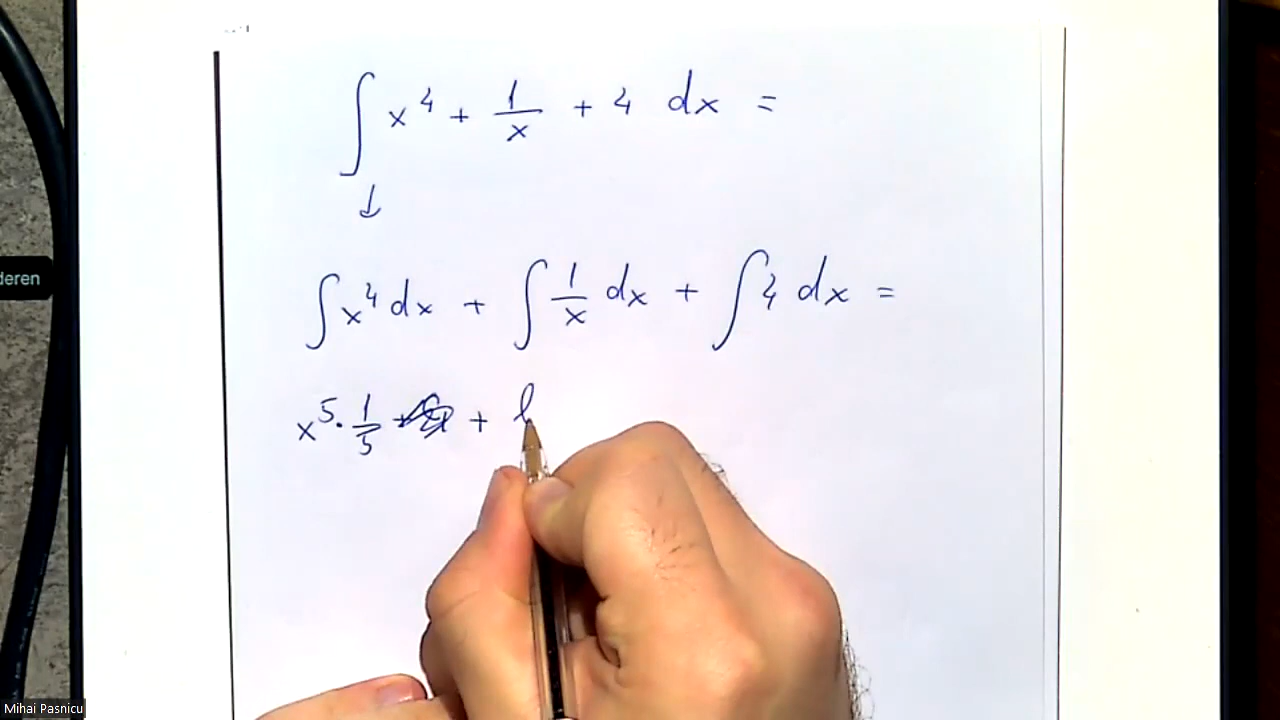 ∫ x⁴ + 1/x + 4 dx =
↓
∫ x⁴ dx + ∫ 1/x dx + ∫ 4 dx =
deren
x⁵ · 1/5 + l
Mihai Pasnicu